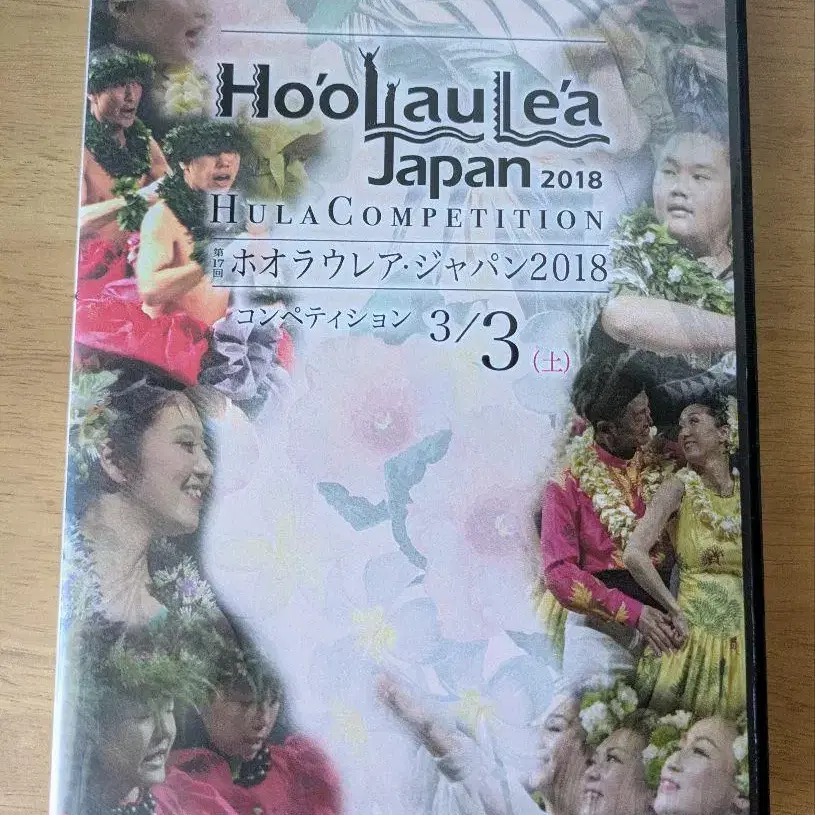 Ho'oLauLe'a
Japan 2018
HULA COMPETITION
第17回 ホオラウレア・ジャパン2018
コンペティション 3/3(土)